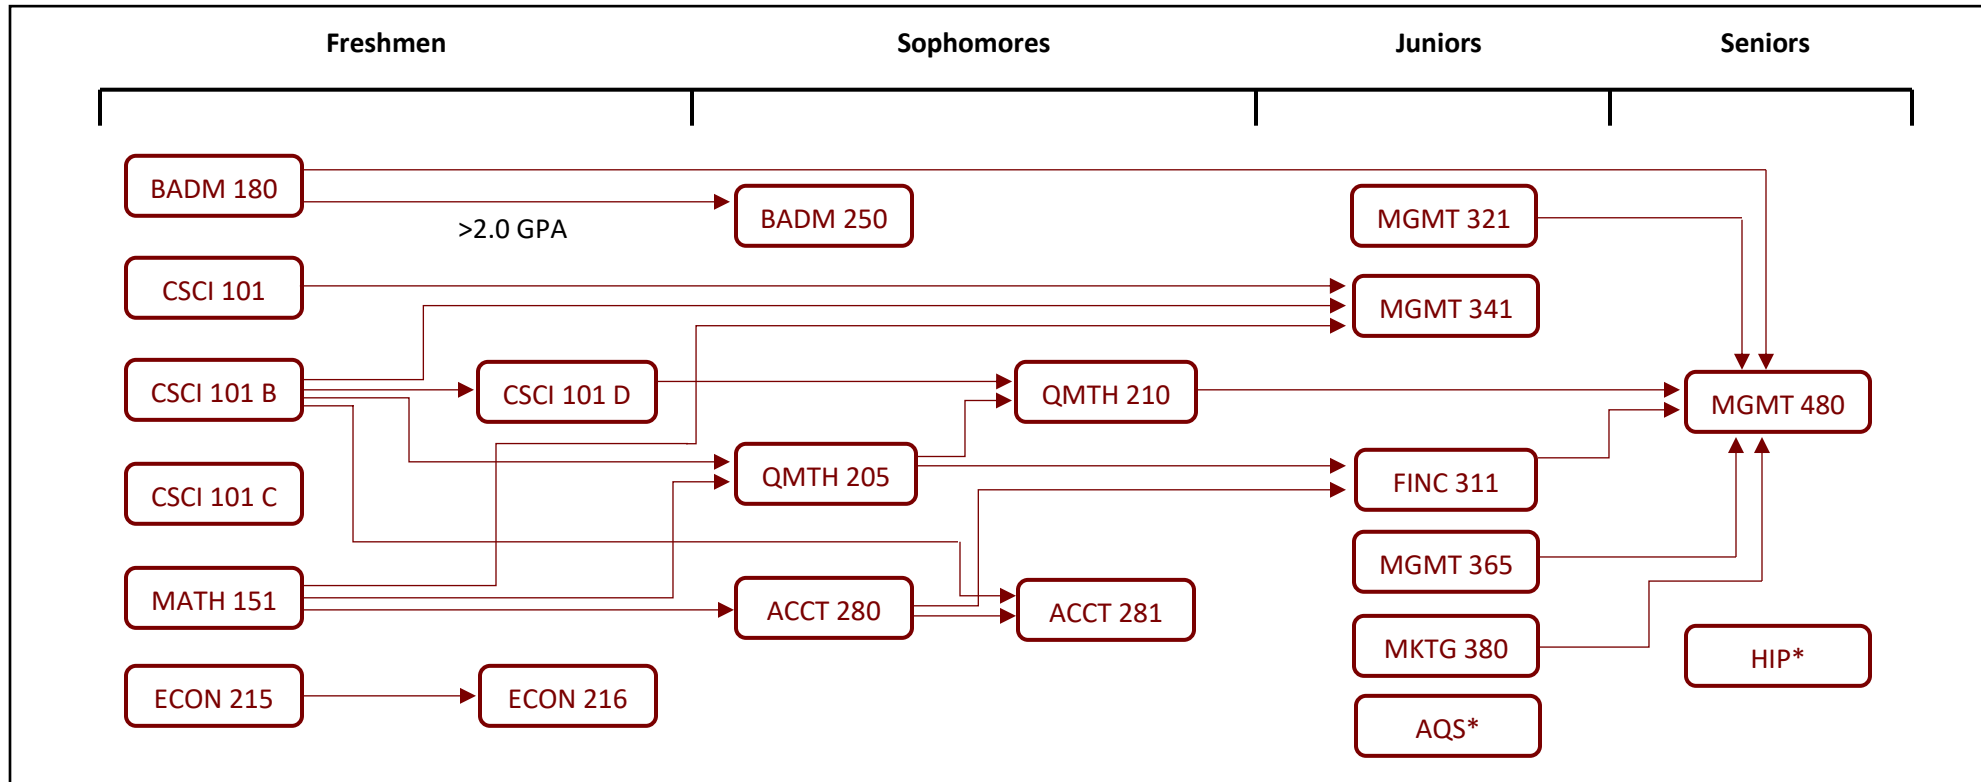 Freshmen
Sophomores
Juniors
Seniors
BADM 180
>2.0 GPA
BADM 250
MGMT 321
CSCI 101
MGMT 341
CSCI 101 B
CSCI 101 D
QMTH 210
MGMT 480
CSCI 101 C
QMTH 205
FINC 311
MGMT 365
MATH 151
ACCT 280
ACCT 281
MKTG 380
HIP*
ECON 215
ECON 216
AQS*